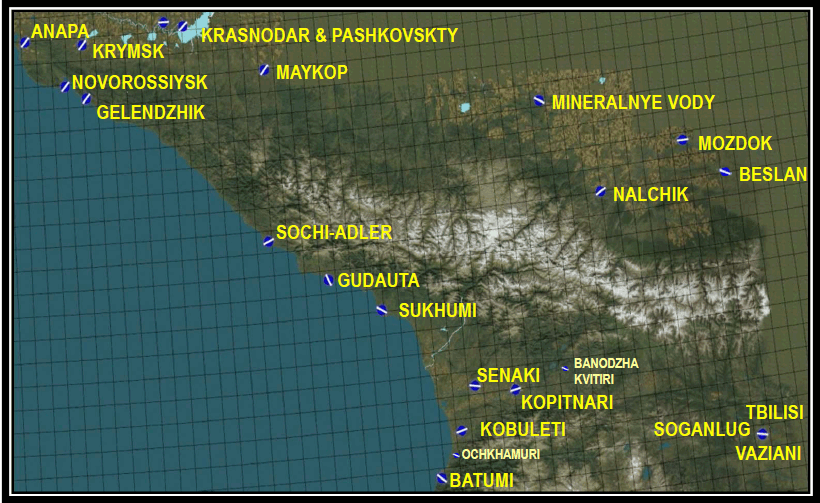 ANAPA
KRYMSK
KRASNODAR & PASHKOVSKTY
MAYKOP
NOVOROSSIYSK
GELENDZHIK
MINERALNYE VODY
MOZDOK
BESLAN
NALCHIK
SOCHI-ADLER
GUDAUTA
SUKHUMI
BANODZHA
KVITIRI
SENAKI
KOPITNARI
TBILISI
SOGANLUG
KOBULETI
VAZIANI
OCHKHAMURI
BATUMI